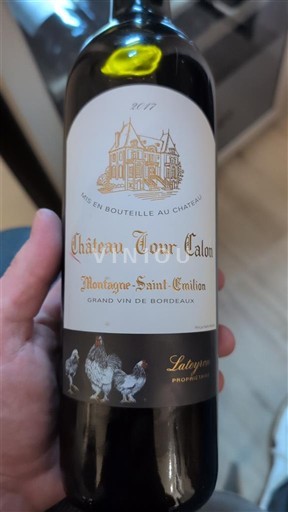 2017
MIS EN BOUTEILLE AU CHATEAU
Château Tour Calon
VINIOU
Montagne-Saint-Emilion
GRAND VIN DE BORDEAUX
Lateyron
PROPRIÉTAIRE